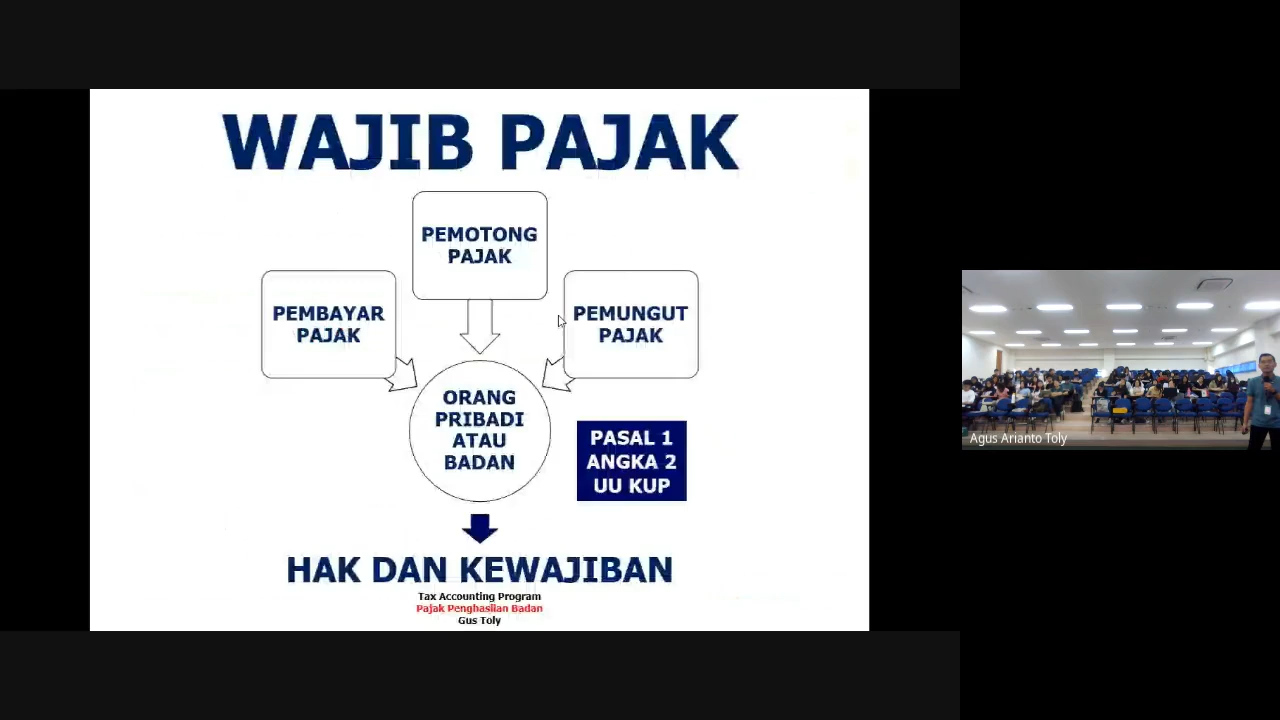 WAJIB PAJAK
PEMOTONG
PAJAK
PEMBAYAR
PAJAK
PEMUNGUT
PAJAK
ORANG
PRIBADI
ATAU
BADAN
PASAL 1
ANGKA 2
UU KUP
HAK DAN KEWAJIBAN
Tax Accounting Program
Pajak Penghasilan Badan
Gus Toly
Agus Arianto Toly